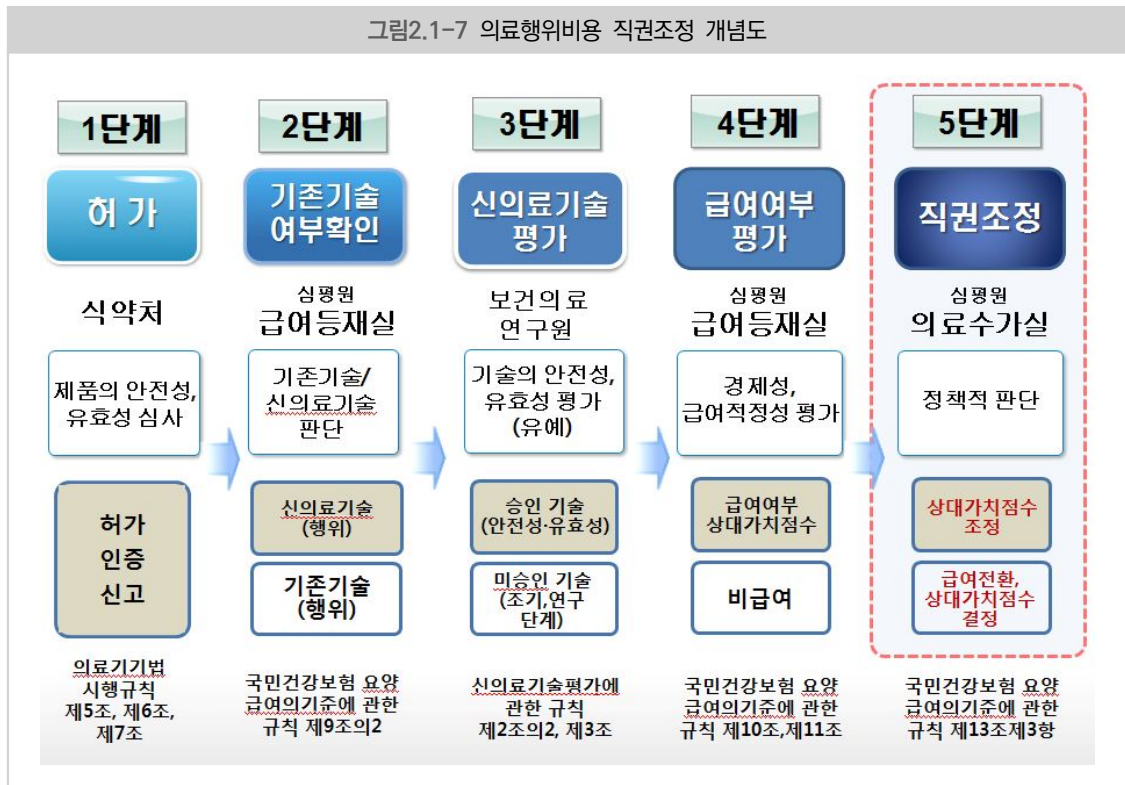 그림2.1-7 의료행위비용 직권조정 개념도
1단계
허 가
식약처
제품의 안전성,
유효성 심사
허가
인증
신고
의료기기법
시행규칙
제5조, 제6조,
제7조
2단계
기존기술
여부확인
심평원
급여등재실
기존기술/
신의료기술
판단
신의료기술
(행위)
기존기술
(행위)
국민건강보험 요양
급여의기준에 관한
규칙 제9조의2
3단계
신의료기술
평가
보건의료
연구원
기술의 안전성,
유효성 평가
(유예)
승인 기술
(안전성·유효성)
미승인 기술
(조기,연구
단계)
신의료기술평가에
관한 규칙
제2조의2, 제3조
4단계
급여여부
평가
심평원
급여등재실
경제성,
급여적정성 평가
급여여부
상대가치점수
비급여
국민건강보험 요양
급여의기준에 관한
규칙 제10조,제11조
5단계
직권조정
심평원
의료수가실
정책적 판단
상대가치점수
조정
급여전환,
상대가치점수
결정
국민건강보험 요양
급여의기준에 관한
규칙 제13조제3항